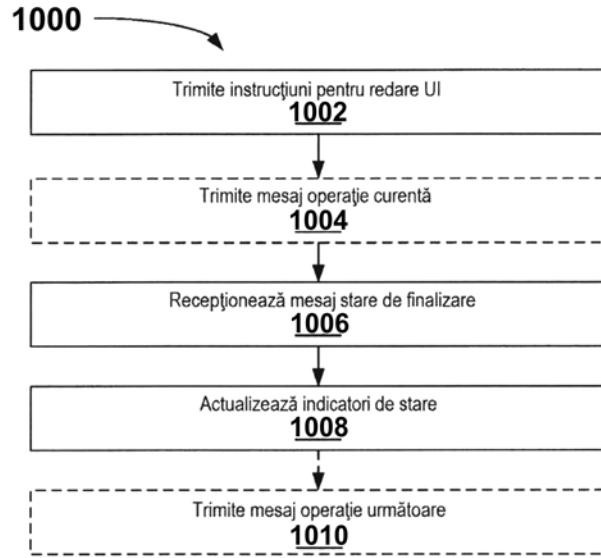 1000
Trimite instrucţiuni pentru redare UI
1002
Trimite mesaj operaţie curentă
1004
Recepţionează mesaj stare de finalizare
1006
Actualizează indicatori de stare
1008
Trimite mesaj operaţie următoare
1010